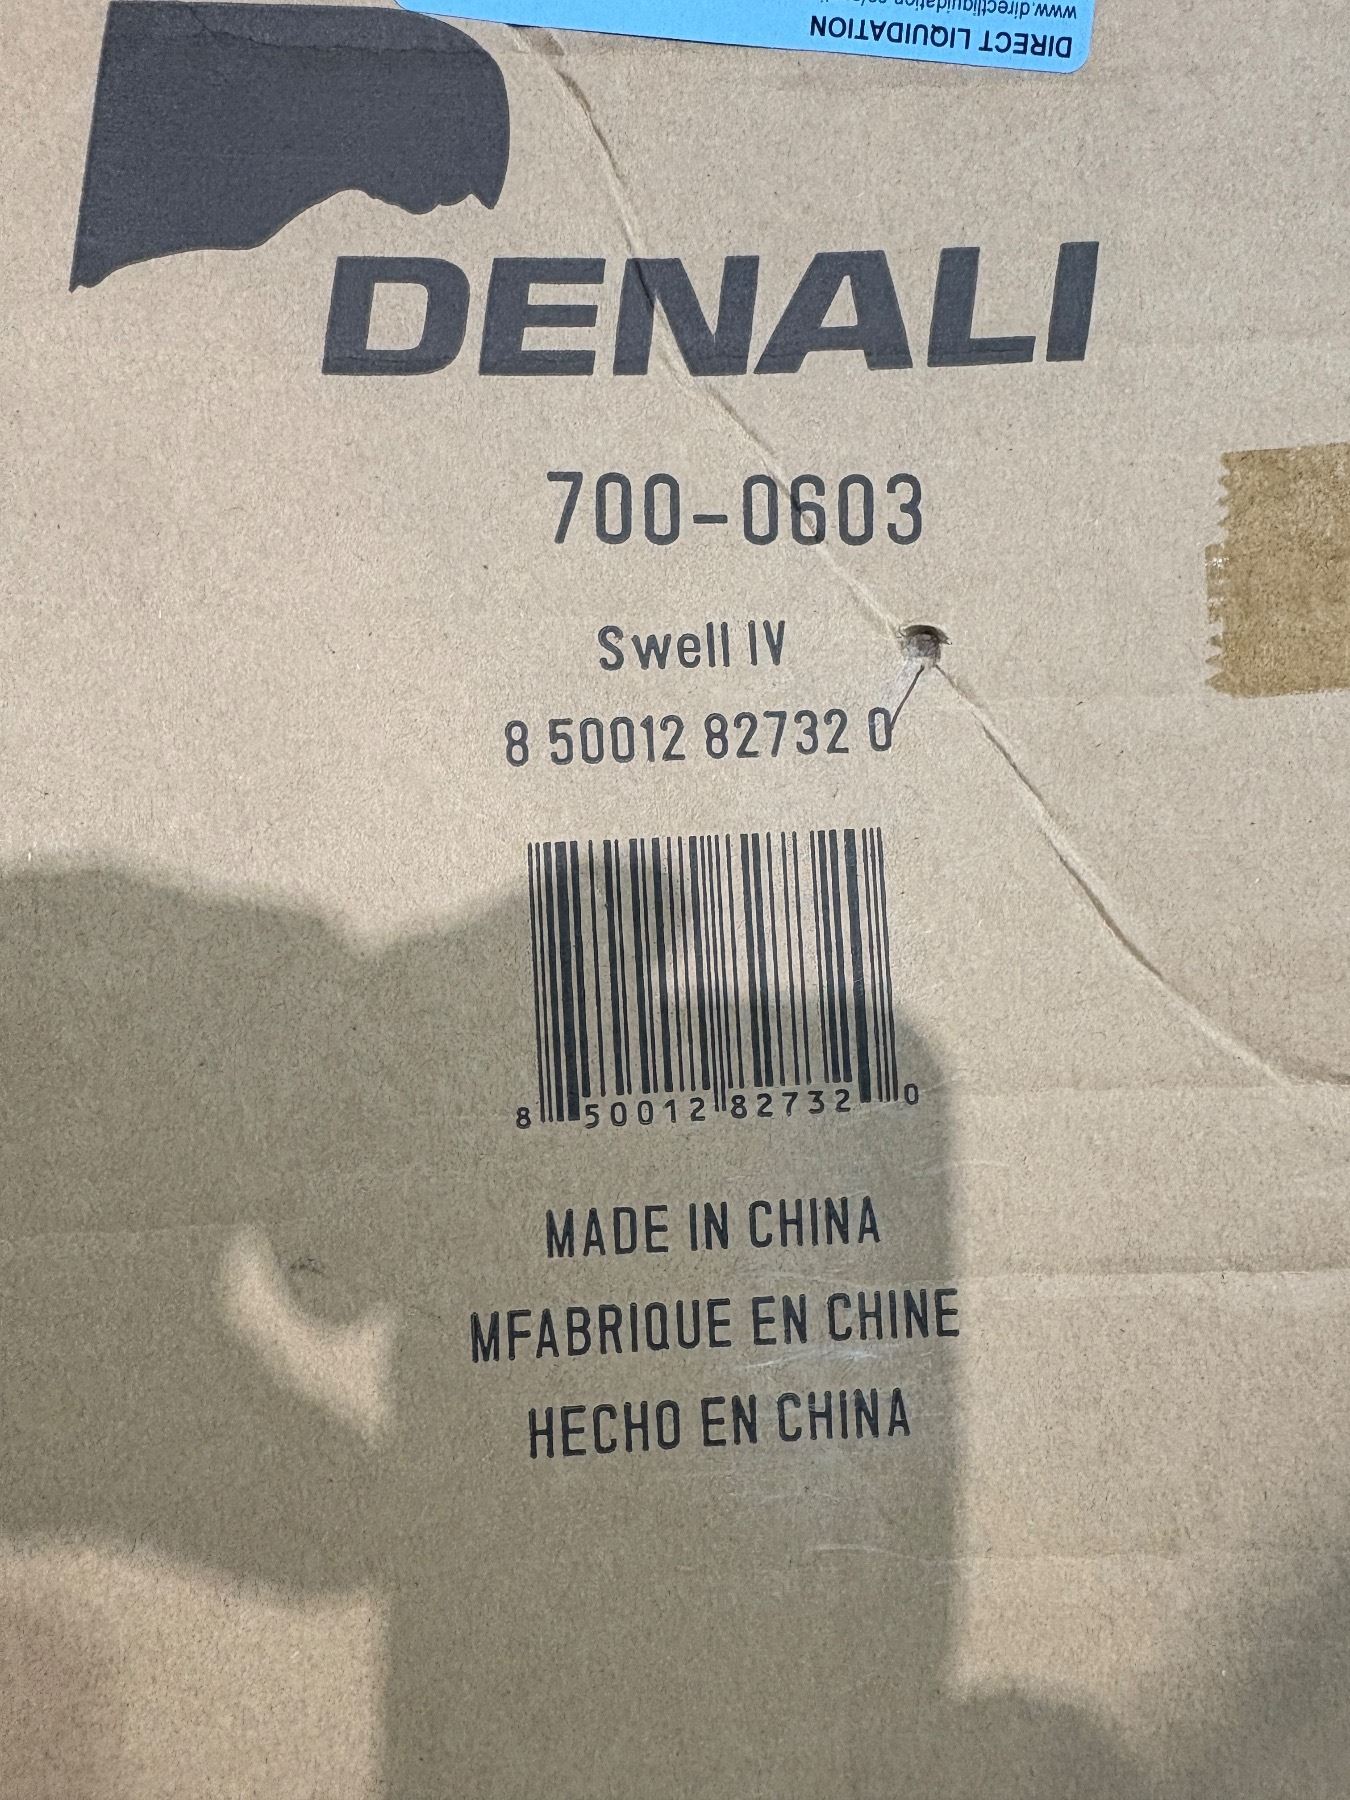 DIRECT LIQUIDATION
DENALI
700-0603
Swell IV
8 50012 82732 0
8 50012 82732 0
MADE IN CHINA
MFABRIQUE EN CHINE
HECHO EN CHINA